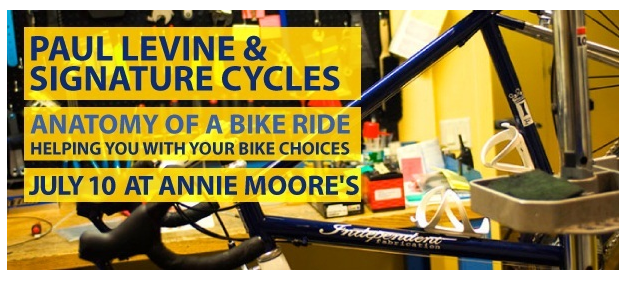 PAUL LEVINE &
SIGNATURE CYCLES
ANATOMY OF A BIKE RIDE
HELPING YOU WITH YOUR BIKE CHOICES
JULY 10 AT ANNIE MOORE'S
Independent
fabrication